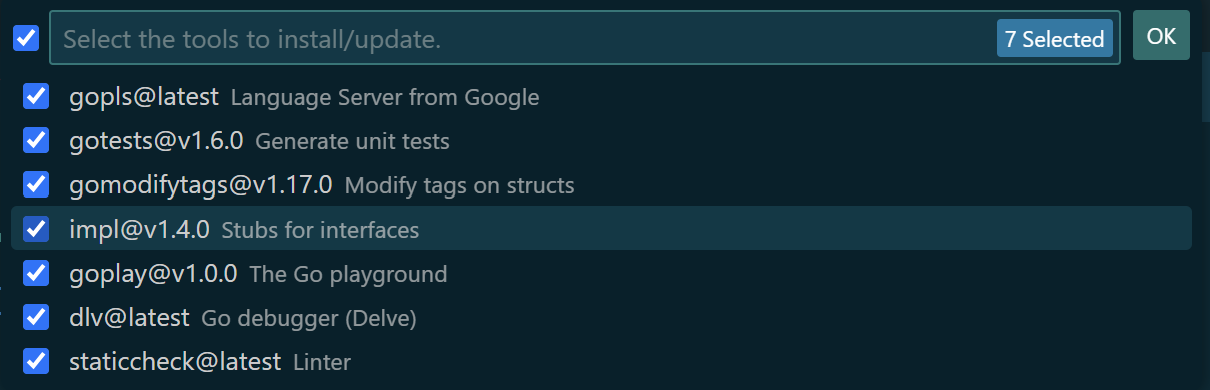 Select the tools to install/update. 7 Selected OK
gopls@latest Language Server from Google
gotests@v1.6.0 Generate unit tests
gomodifytags@v1.17.0 Modify tags on structs
impl@v1.4.0 Stubs for interfaces
goplay@v1.0.0 The Go playground
dlv@latest Go debugger (Delve)
staticcheck@latest Linter